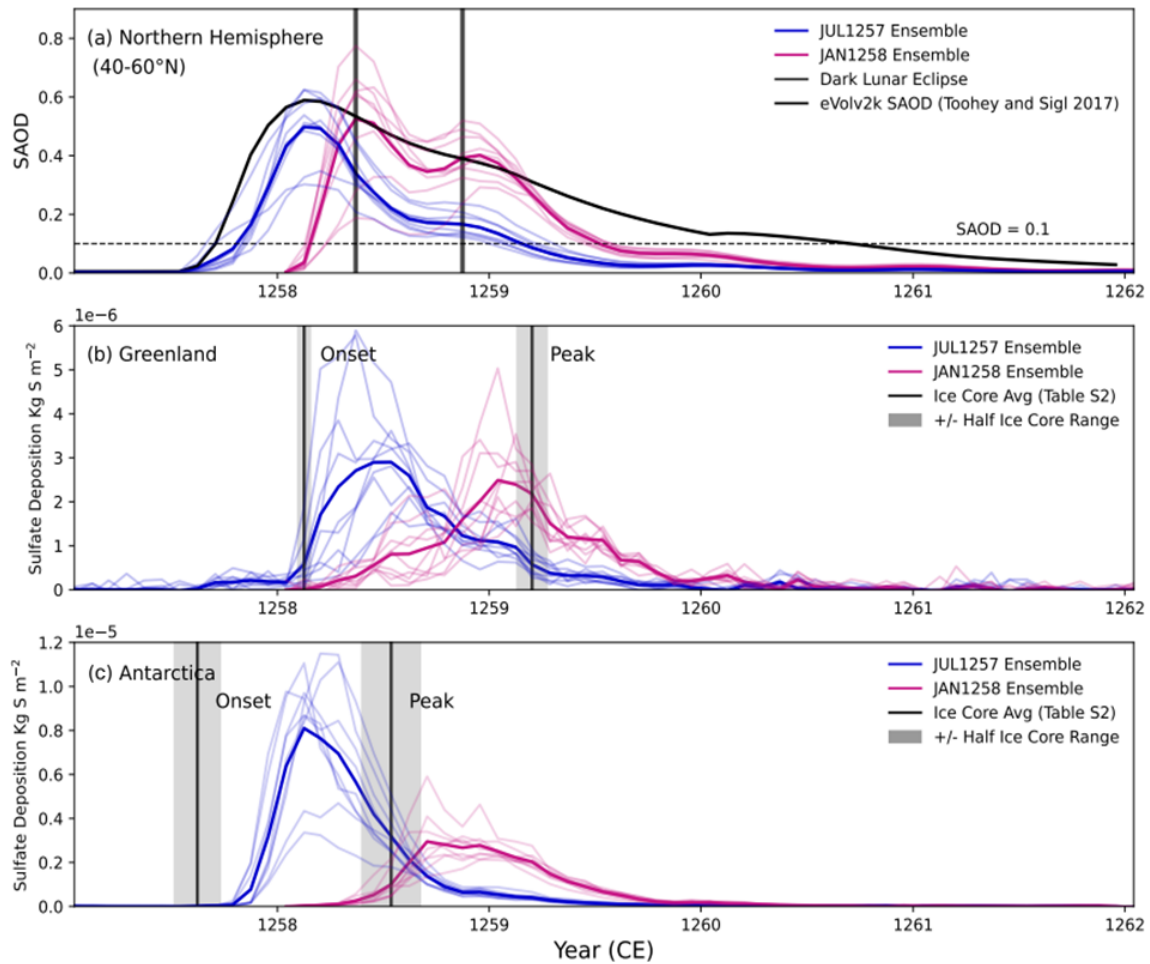 (a) Northern Hemisphere
(40-60°N)
JUL1257 Ensemble
JAN1258 Ensemble
Dark Lunar Eclipse
eVolv2k SAOD (Toohey and Sigl 2017)
SAOD = 0.1
SAOD
0.8
0.6
0.4
0.2
0.0
1258
1259
1260
1261
1262
1e−6
(b) Greenland
Onset
Peak
JUL1257 Ensemble
JAN1258 Ensemble
Ice Core Avg (Table S2)
+/- Half Ice Core Range
Sulfate Deposition Kg S m−2
6
5
4
3
2
1
0
1258
1259
1260
1261
1262
1e−5
(c) Antarctica
Onset
Peak
JUL1257 Ensemble
JAN1258 Ensemble
Ice Core Avg (Table S2)
+/- Half Ice Core Range
Sulfate Deposition Kg S m−2
1.2
1.0
0.8
0.6
0.4
0.2
0.0
1258
1259
1260
1261
1262
Year (CE)